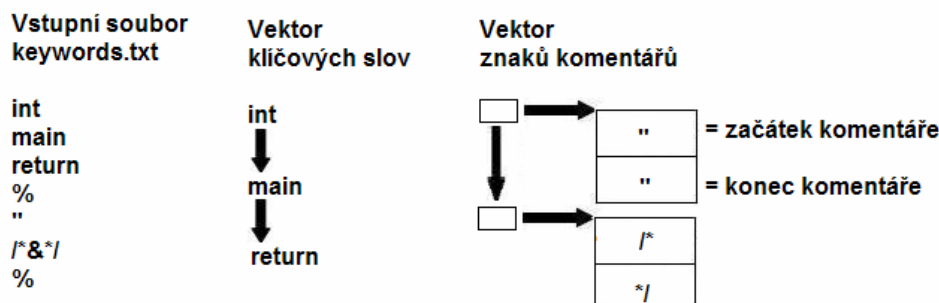 Vstupní soubor
keywords.txt
int
main
return
%
"
/*&*/
%
Vektor
klíčových slov
int
main
return
Vektor
znaků komentářů
" = začátek komentáře
" = konec komentáře
/*
*/